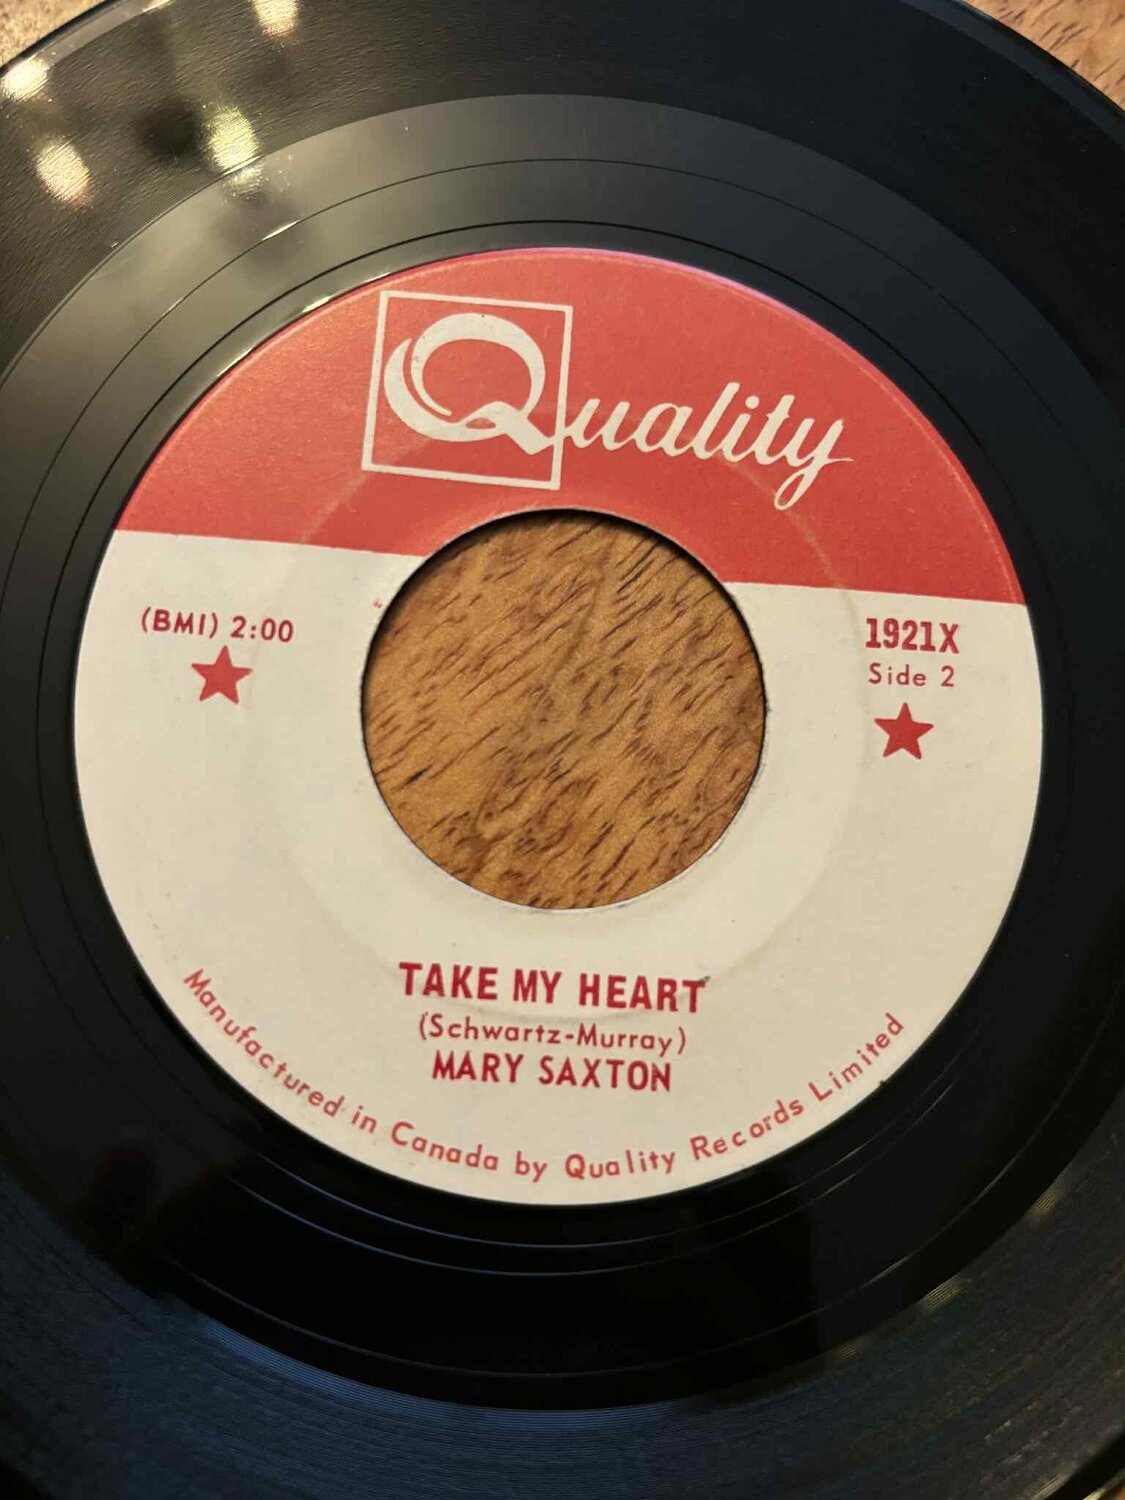 Quality
(BMI) 2:00
1921X
Side 2
TAKE MY HEART
(Schwartz-Murray)
MARY SAXTON
Manufactured in Canada by Quality Records Limited